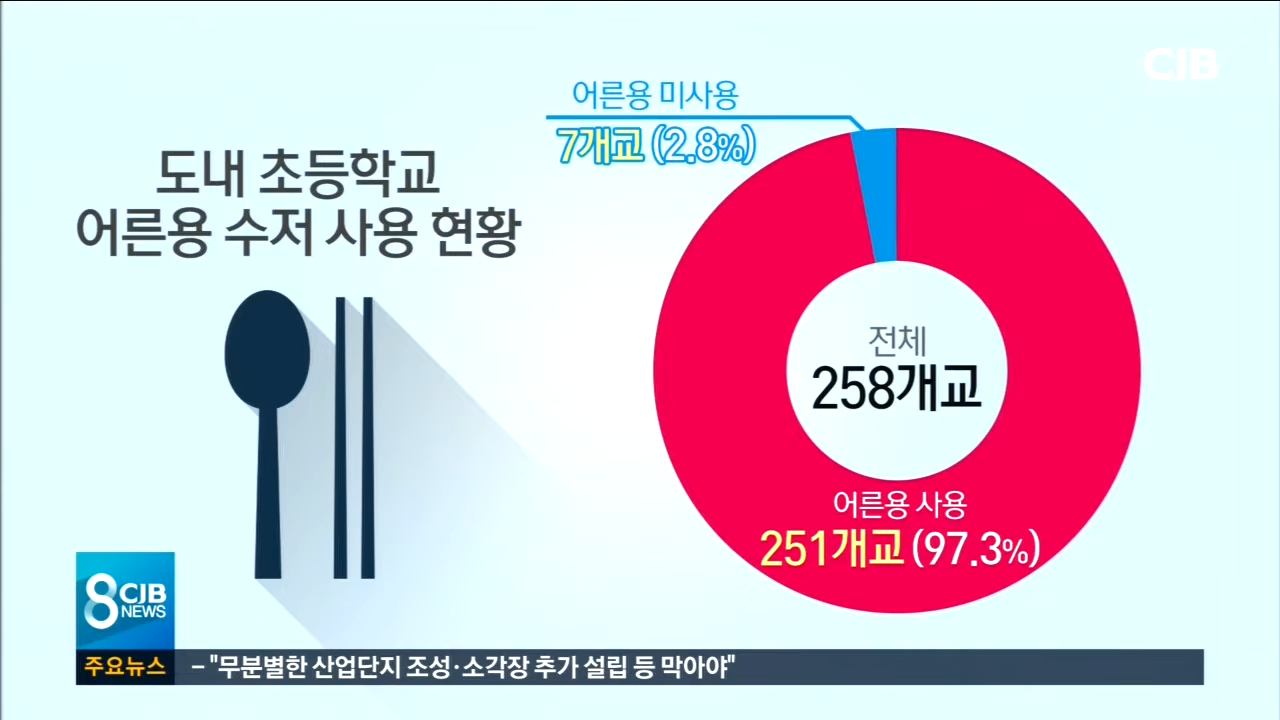 CJB
어른용 미사용
7개교 (2.8%)
도내 초등학교
어른용 수저 사용 현황
전체
258개교
어른용 사용
251개교 (97.3%)
8 CJB
NEWS
주요뉴스 – "무분별한 산업단지 조성·소각장 추가 설립 등 막아야"